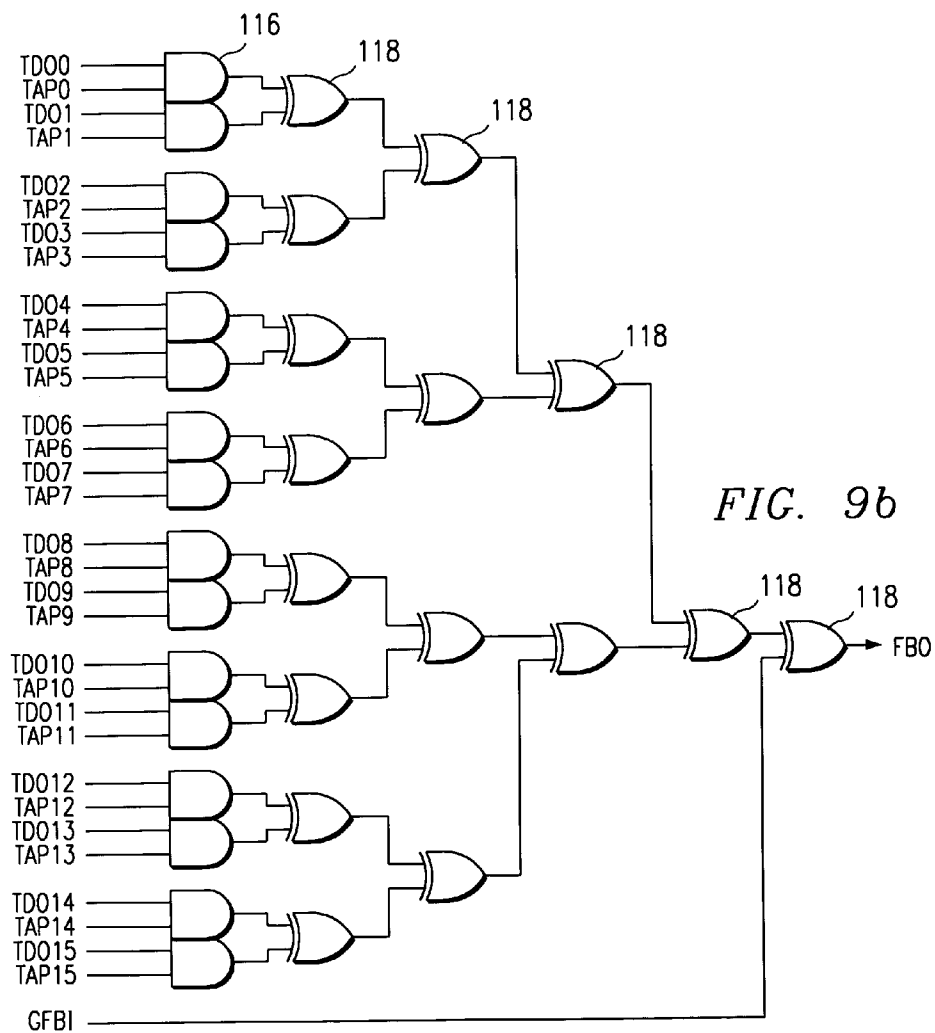 116
118
TDO0
TAP0
TDO1
TAP1
118
TDO2
TAP2
TDO3
TAP3
TDO4
TAP4
TDO5
TAP5
118
TDO6
TAP6
TDO7
TAP7
FIG. 9b
TDO8
TAP8
TDO9
TAP9
118
118
FBO
TDO10
TAP10
TDO11
TAP11
TDO12
TAP12
TDO13
TAP13
TDO14
TAP14
TDO15
TAP15
GFBI